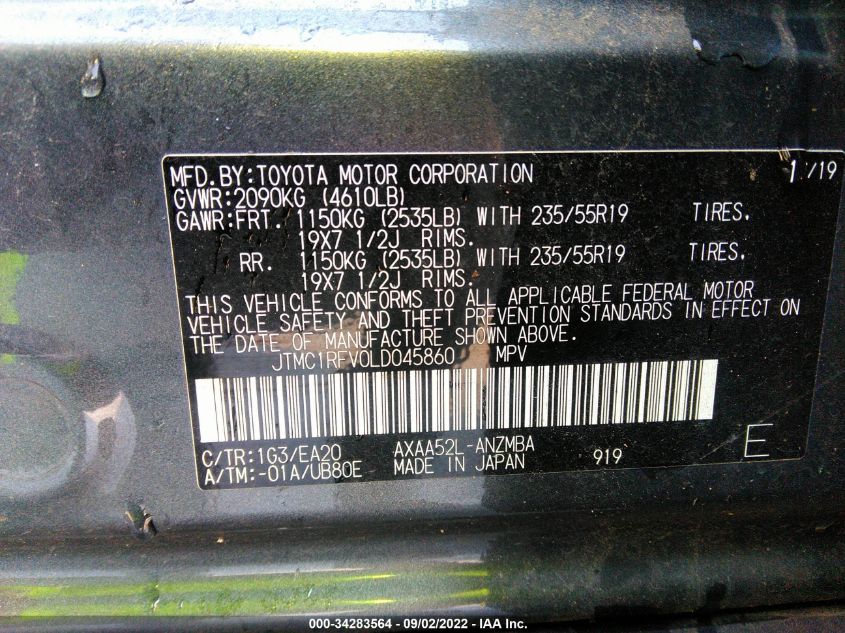 MFD.BY:TOYOTA MOTOR CORPORATION
GVWR:2090KG (4610LB)
GAWR:FRT. 1150KG (2535LB) WITH 235/55R19 TIRES.
19X7 1/2J RIMS.
RR. 1150KG (2535LB) WITH 235/55R19 TIRES.
19X7 1/2J RIMS.
THIS VEHICLE CONFORMS TO ALL APPLICABLE FEDERAL MOTOR
VEHICLE SAFETY AND THEFT PREVENTION STANDARDS IN EFFECT ON
THE DATE OF MANUFACTURE SHOWN ABOVE.
JTMC1RFV0LD045860 MPV
C/TR:1G3/EA20 AXAA52L-ANZMBA
A/TM:-01A/UB80E MADE IN JAPAN 919 E
000-34283564 - 09/02/2022 - IAA Inc.